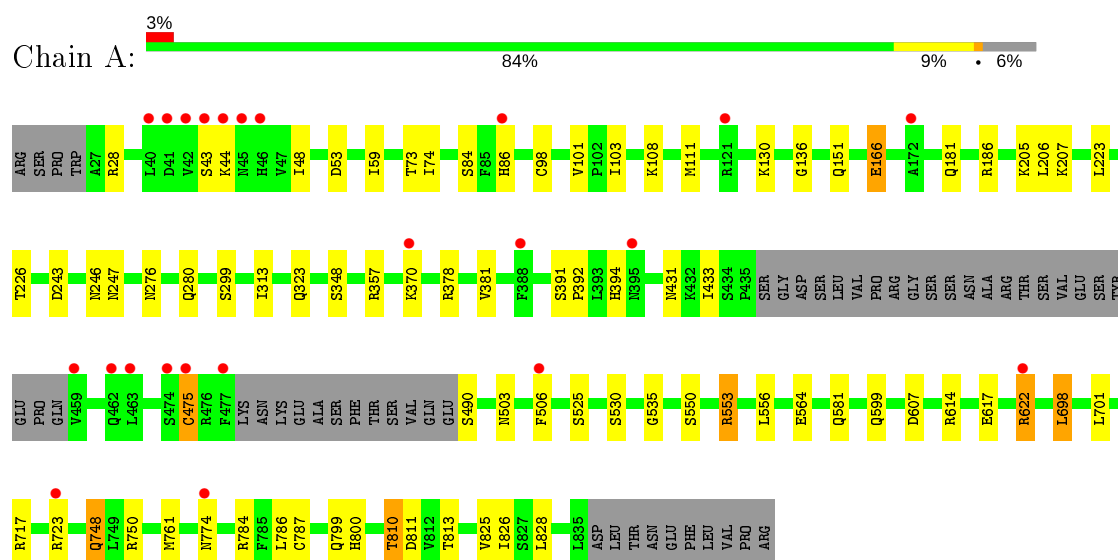 3%
Chain A:
84% 9% • 6%
ARG SER PRO TRP A27 R28 L40 D41 V42 S43 K44 N45 H46 V47 I48 D53 I59 T73 I74 S84 F85 H86 C98 V101 P102 I103 K108 M111 R121 K130 G136 Q151 E166 A172 Q181 R186 K205 L206 K207 L223
T226 D243 N246 N247 N276 Q280 S299 I313 Q323 S348 R357 K370 R378 V381 F388 S391 P392 L393 H394 N395 N431 K432 I433 S434 P435 SER GLY ASP SER LEU VAL PRO ARG GLY SER SER ASN ALA ARG THR SER VAL GLU SER TYR
GLU PRO GLN V459 Q462 L463 S474 C475 R476 F477 LYS ASN LYS GLU ALA SER PHE THR SER VAL GLN GLU S490 N503 F506 S525 S530 G535 S550 R553 L556 E564 Q581 Q599 D607 R614 E617 R622 L698 L701
R717 R723 Q748 L749 R750 M761 N774 R784 F785 L786 C787 Q799 H800 T810 D811 V812 T813 V825 I826 S827 L828 L835 ASP LEU THR ASN GLU PHE LEU VAL PRO ARG